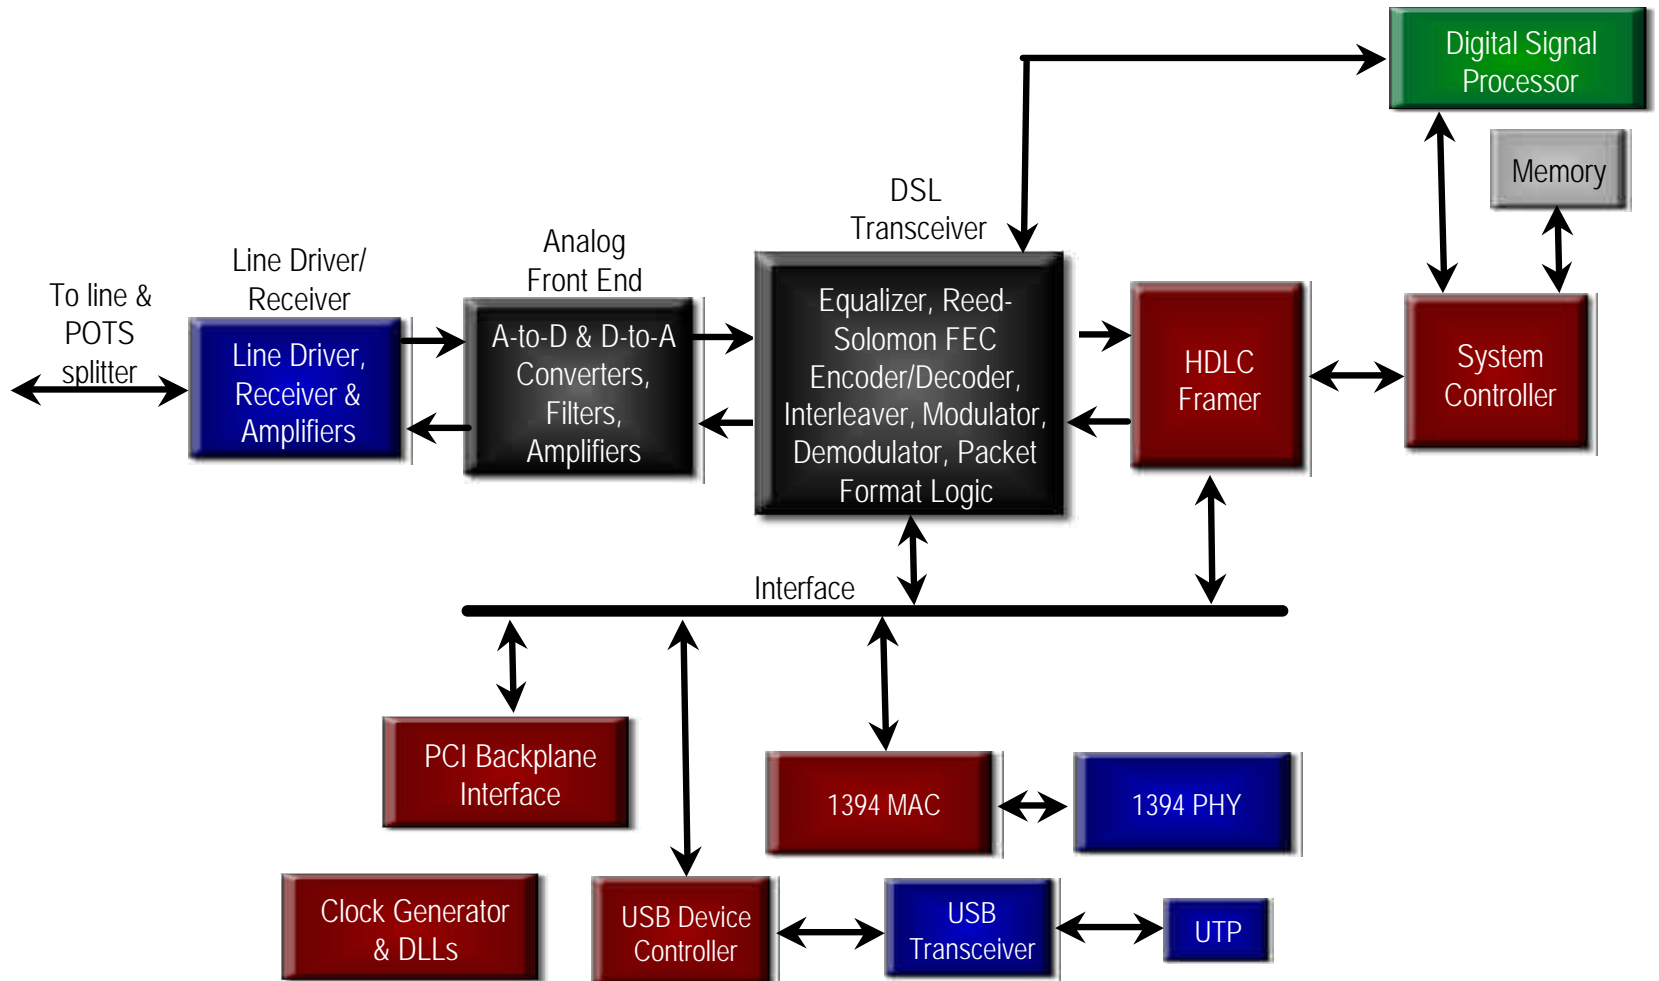 Digital Signal
Processor
Memory
DSL
Transceiver
Analog
Front End
Line Driver/
Receiver
To line &
POTS
splitter
Line Driver,
Receiver &
Amplifiers
A-to-D & D-to-A
Converters,
Filters,
Amplifiers
Equalizer, Reed-
Solomon FEC
Encoder/Decoder,
Interleaver, Modulator,
Demodulator, Packet
Format Logic
HDLC
Framer
System
Controller
Interface
PCI Backplane
Interface
1394 MAC
1394 PHY
Clock Generator
& DLLs
USB Device
Controller
USB
Transceiver
UTP